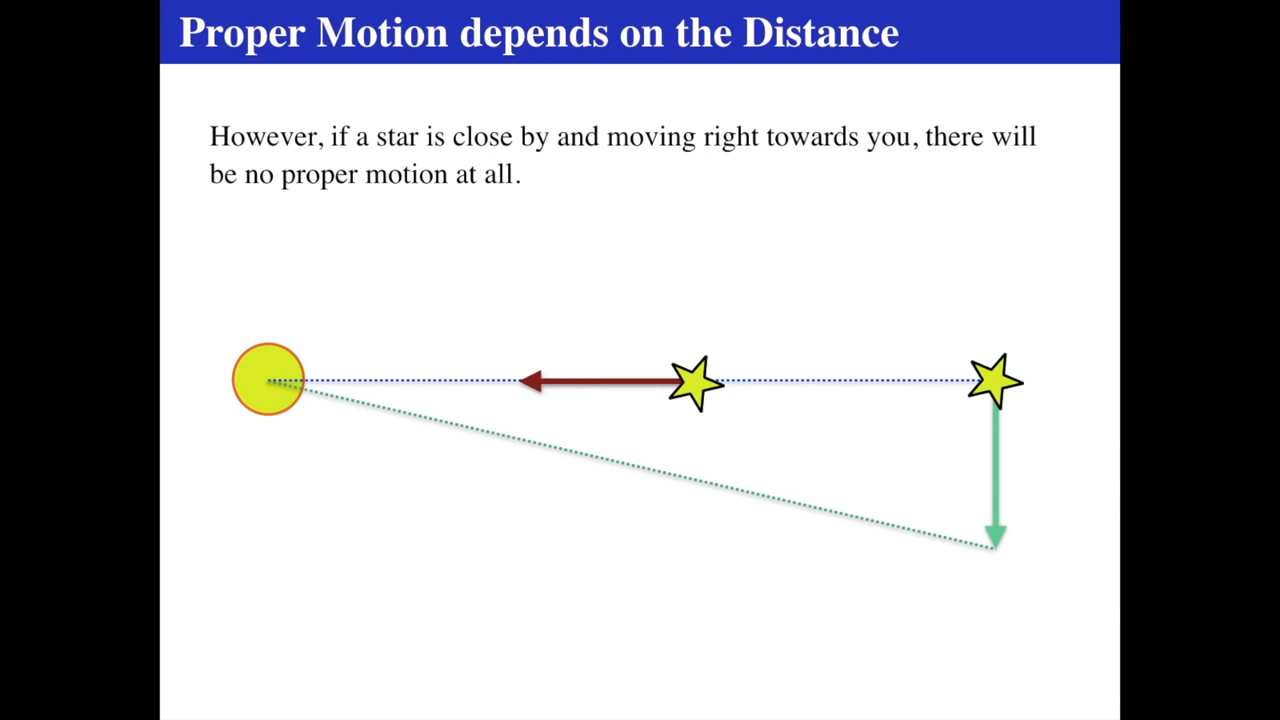 Proper Motion depends on the Distance
However, if a star is close by and moving right towards you, there will
be no proper motion at all.